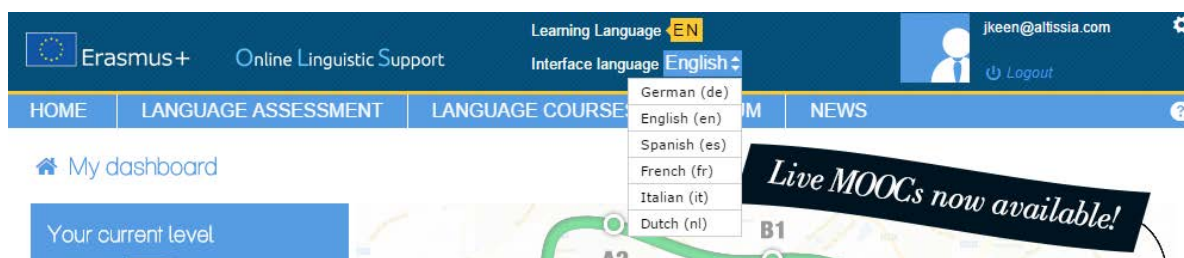 Learning Language EN
jkeen@altissia.com
Erasmus+
Online Linguistic Support
Interface language English
Logout
German (de)
HOME
LANGUAGE ASSESSMENT
LANGUAGE COURSES
UM
NEWS
English (en)
Spanish (es)
My dashboard
French (fr)
Italian (it)
Dutch (nl)
Live MOOCs now available!
Your current level
B1
A2